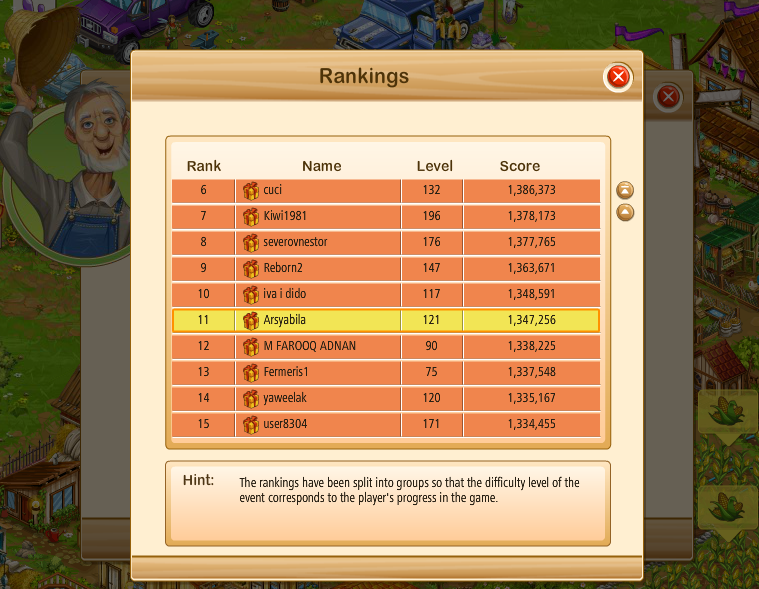 Rankings
Rank Name Level Score
6 cuci 132 1,386,373
7 Kiwi1981 196 1,378,173
8 severovnestor 176 1,377,765
9 Reborn2 147 1,363,671
10 iva i dido 117 1,348,591
11 Arsyabila 121 1,347,256
12 M FAROOQ ADNAN 90 1,338,225
13 Fermeris1 75 1,337,548
14 yaweelak 120 1,335,167
15 user8304 171 1,334,455
Hint: The rankings have been split into groups so that the difficulty level of the
event corresponds to the player's progress in the game.